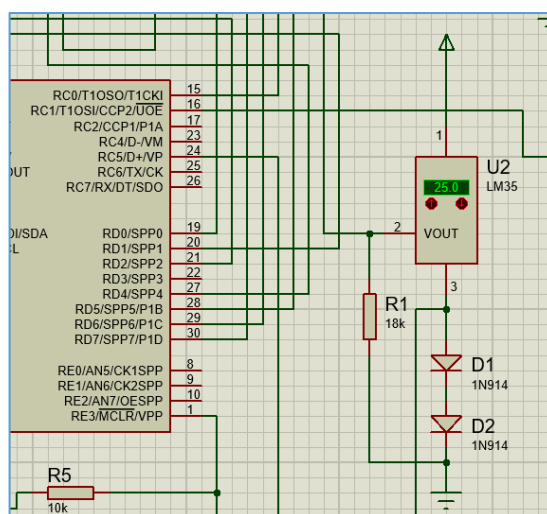 RC0/T1OSO/T1CKI 15
RC1/T1OSI/CCP2/UOE 16
RC2/CCP1/P1A 17
RC4/D-/VM 23
RC5/D+/VP 24
OUT RC6/TX/CK 25
RC7/RX/DT/SDO 26
DI/SDA RD0/SPP0 19
CL RD1/SPP1 20
RD2/SPP2 21
RD3/SPP3 22
RD4/SPP4 27
RD5/SPP5/P1B 28
RD6/SPP6/P1C 29
RD7/SPP7/P1D 30
RE0/AN5/CK1SPP 8
RE1/AN6/CK2SPP 9
RE2/AN7/OESPP 10
RE3/MCLR/VPP 1
R5
10k
1
U2
25.0
LM35
2 VOUT
3
R1
18k
D1
1N914
D2
1N914